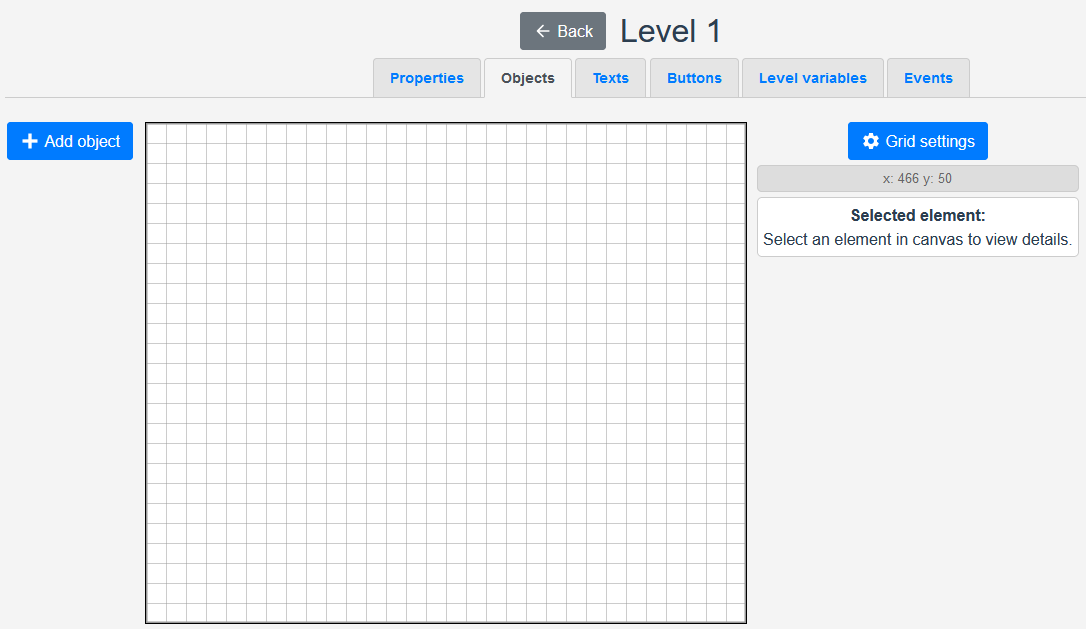 Back
Level 1
Properties
Objects
Texts
Buttons
Level variables
Events
Add object
Grid settings
x: 466 y: 50
Selected element:
Select an element in canvas to view details.